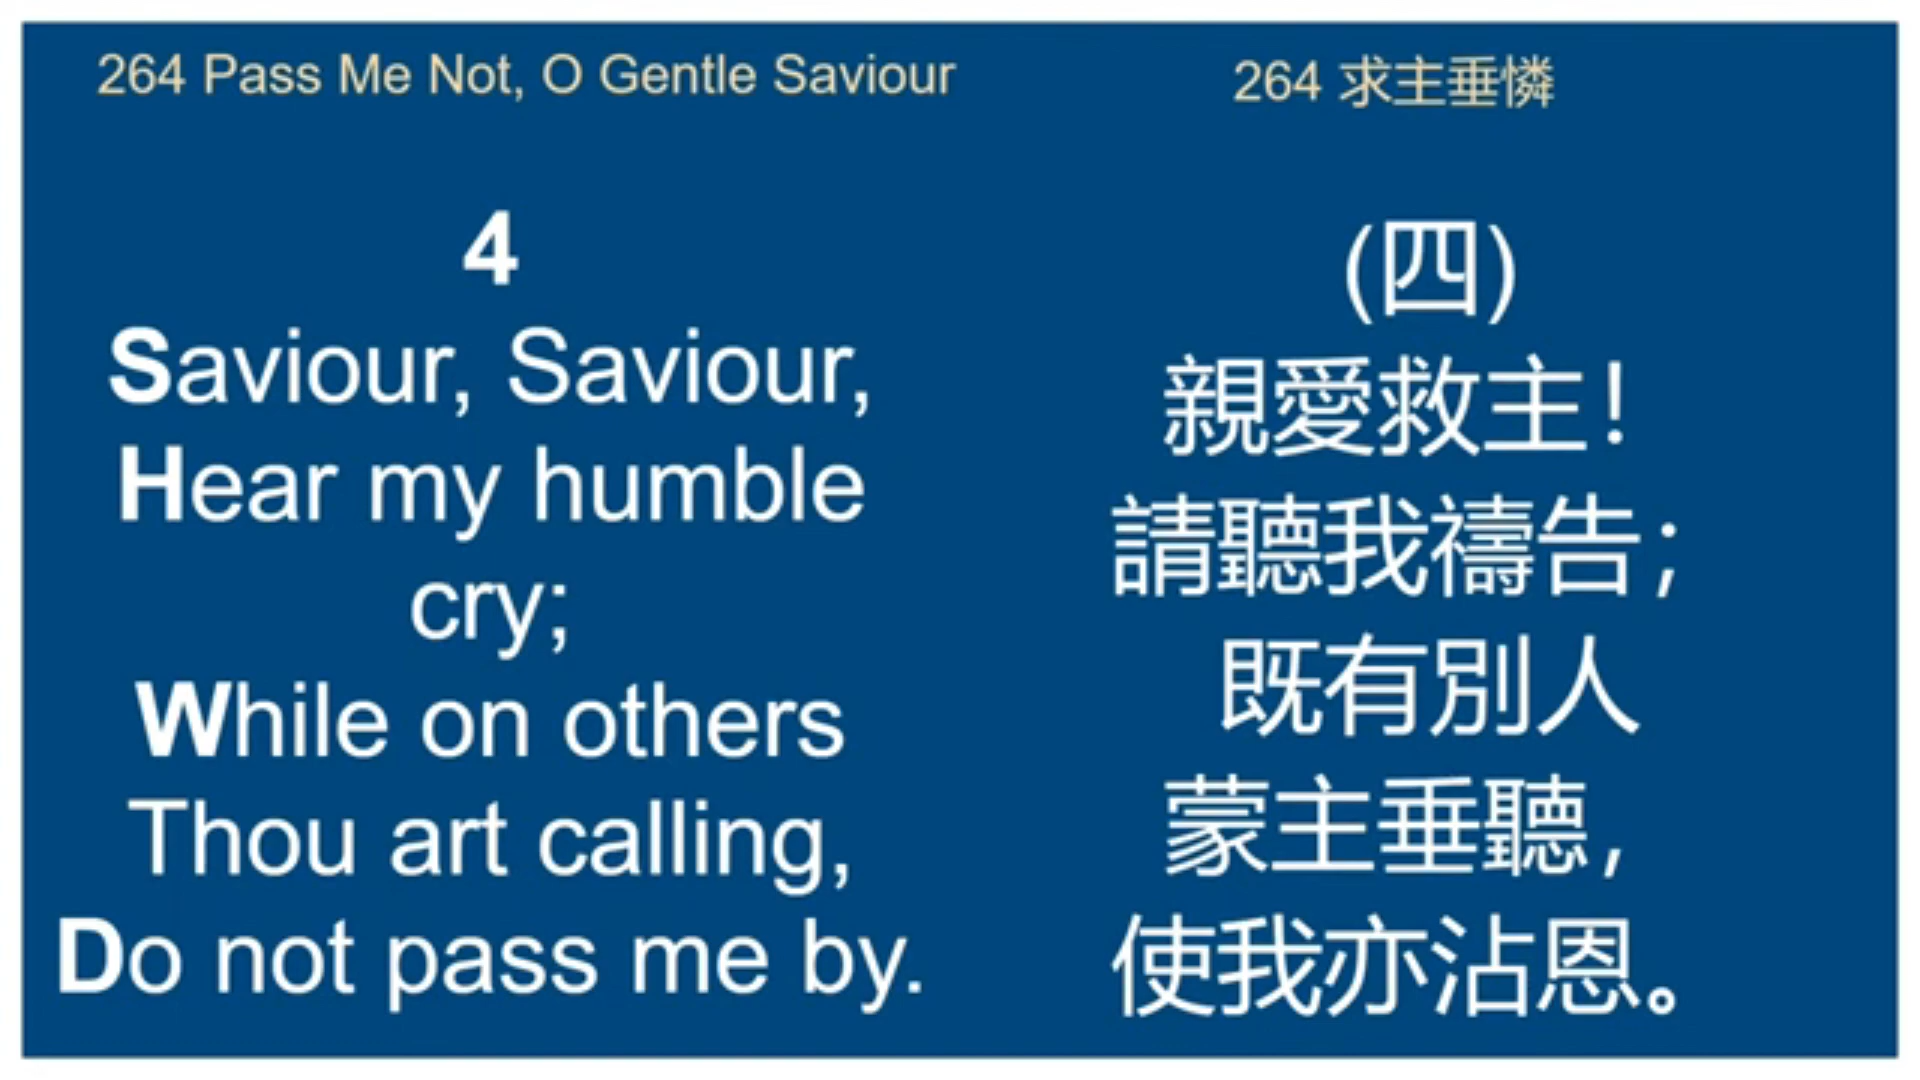 264 Pass Me Not, O Gentle Saviour
4
Saviour, Saviour,
Hear my humble
cry;
While on others
Thou art calling,
Do not pass me by.
264 求主垂憐
(四)
親愛救主！
請聽我禱告；
既有別人
蒙主垂聽，
使我亦沾恩。